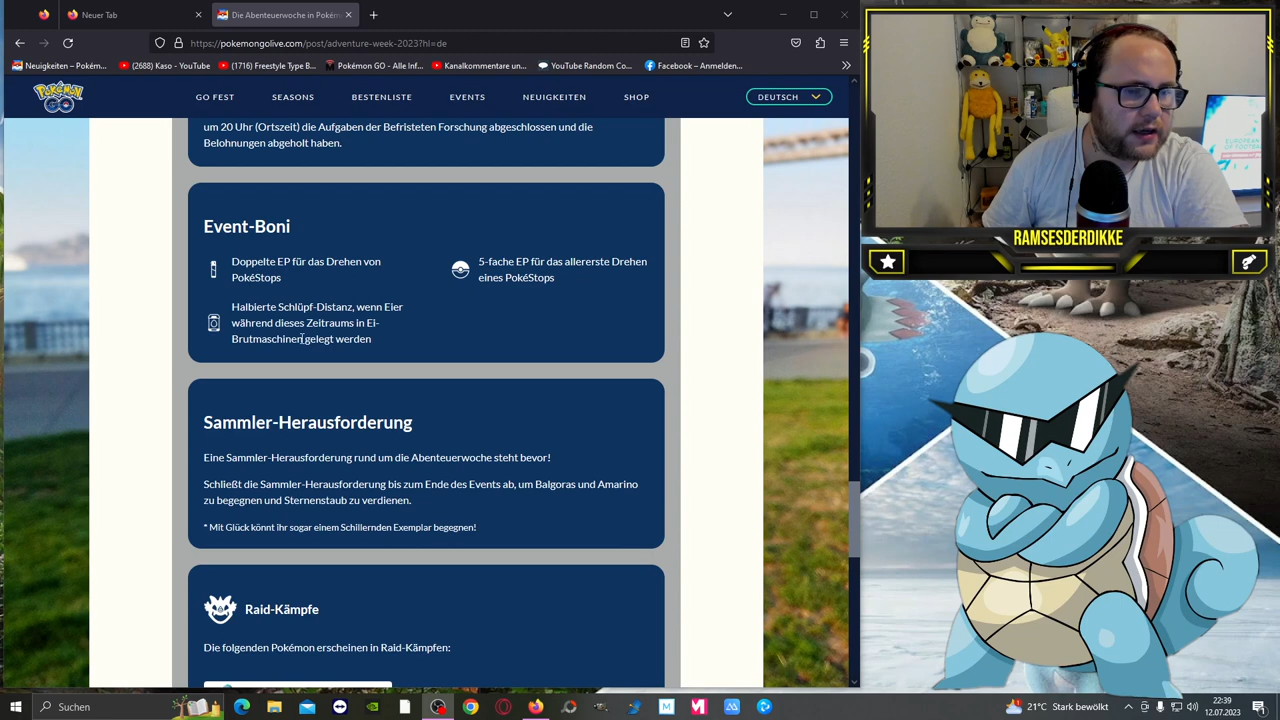 Neuer Tab
Die Abenteuerwoche in Pokém
https://pokemongolive.com/post/adventure-week-2023?hl=de
Neuigkeiten – Pokém...
(2688) Kaso - YouTube
(1716) Freestyle Type B...
Pokémon GO - Alle Inf...
Kanalkommentare un...
YouTube Random Co...
Facebook – Anmelden...
POKÉMON GO
GO FEST
SEASONS
BESTENLISTE
EVENTS
NEUIGKEITEN
SHOP
DEUTSCH
um 20 Uhr (Ortszeit) die Aufgaben der Befristeten Forschung abgeschlossen und die
Belohnungen abgeholt haben.
Event-Boni
Doppelte EP für das Drehen von
PokéStops
5-fache EP für das allererste Drehen
eines PokéStops
Halbierte Schlüpf-Distanz, wenn Eier
während dieses Zeitraums in Ei-
Brutmaschinen gelegt werden
Sammler-Herausforderung
Eine Sammler-Herausforderung rund um die Abenteuerwoche steht bevor!
Schließt die Sammler-Herausforderung bis zum Ende des Events ab, um Balgoras und Amarino
zu begegnen und Sternenstaub zu verdienen.
* Mit Glück könnt ihr sogar einem Schillernden Exemplar begegnen!
Raid-Kämpfe
Die folgenden Pokémon erscheinen in Raid-Kämpfen:
RAMSESDERDIKKE
Suchen
21°C Stark bewölkt
22:39
12.07.2023